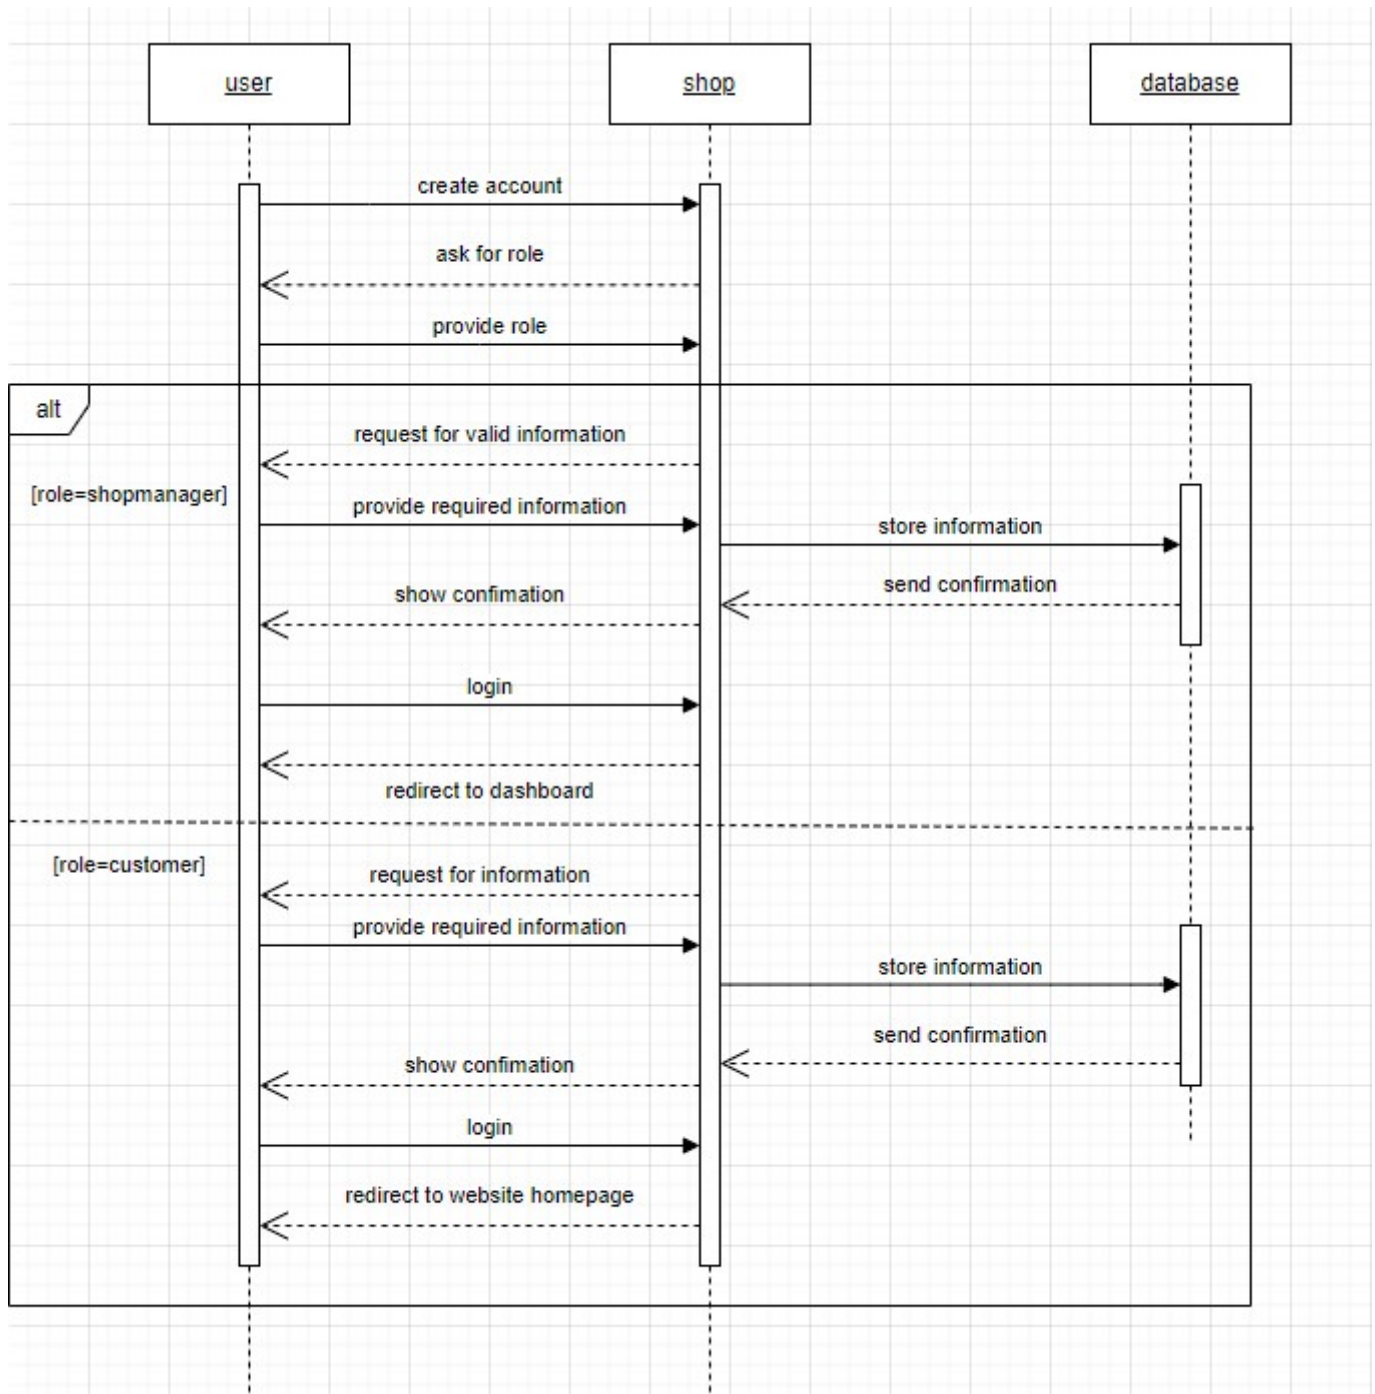 user
shop
database
create account
ask for role
provide role
alt
request for valid information
[role=shopmanager]
provide required information
store information
send confirmation
show confimation
login
redirect to dashboard
[role=customer]
request for information
provide required information
store information
send confirmation
show confimation
login
redirect to website homepage